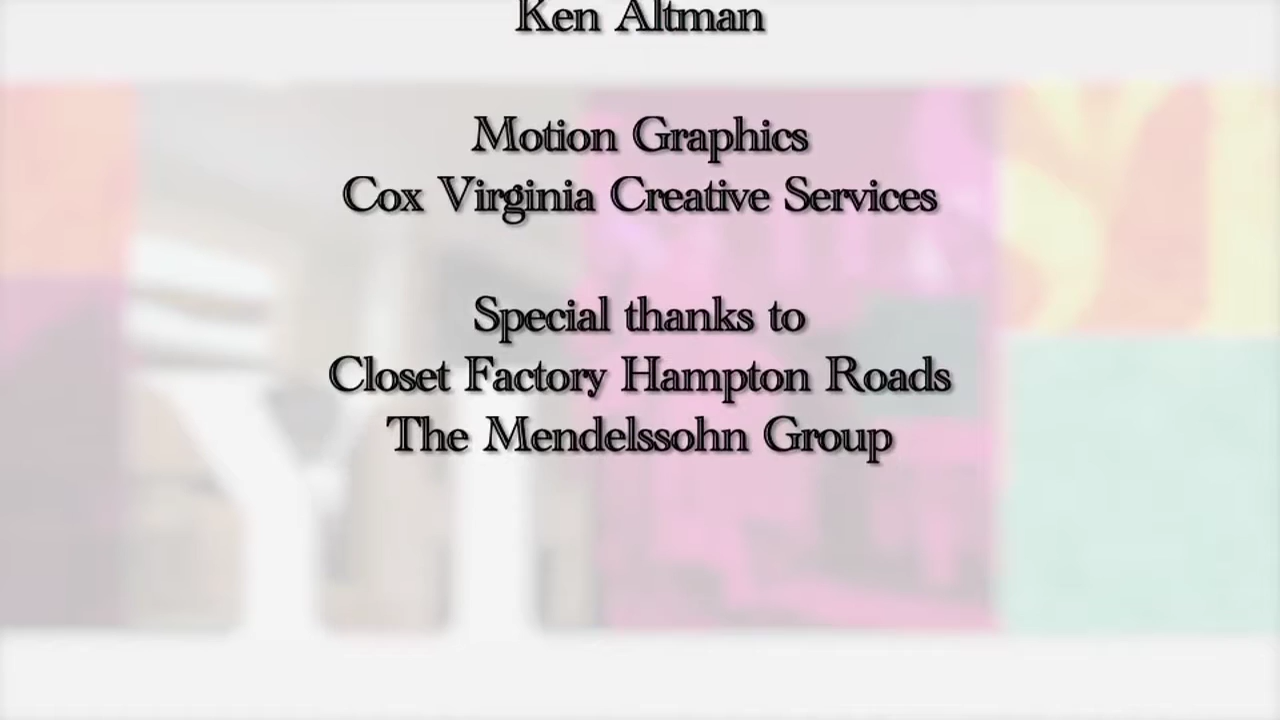 Ken Altman
Motion Graphics
Cox Virginia Creative Services
Special thanks to
Closet Factory Hampton Roads
The Mendelssohn Group